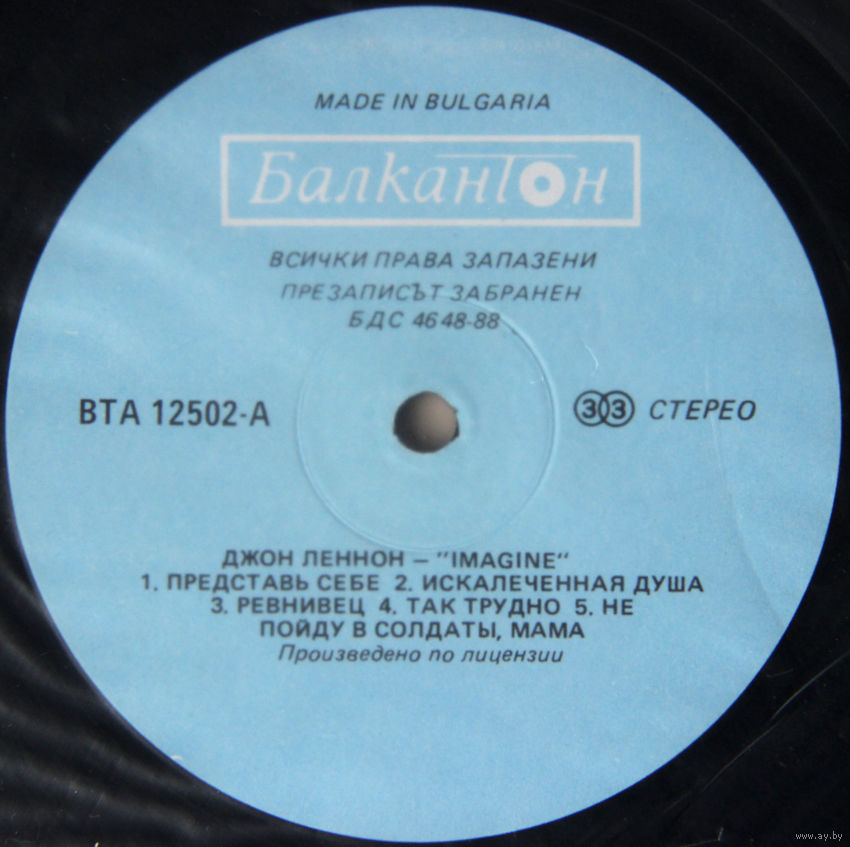 MADE IN BULGARIA
Балкантон
ВСИЧКИ ПРАВА ЗАПАЗЕНИ
ПРЕЗАПИСЪТ ЗАБРАНЕН
БДС 4648-88
ВТА 12502-А
33 СТЕРЕО
ДЖОН ЛЕННОН – "IMAGINE"
1. ПРЕДСТАВЬ СЕБЕ 2. ИСКАЛЕЧЕННАЯ ДУША
3. РЕВНИВЕЦ 4. ТАК ТРУДНО 5. НЕ
ПОЙДУ В СОЛДАТЫ, МАМА
Произведено по лицензии
www.ay.by